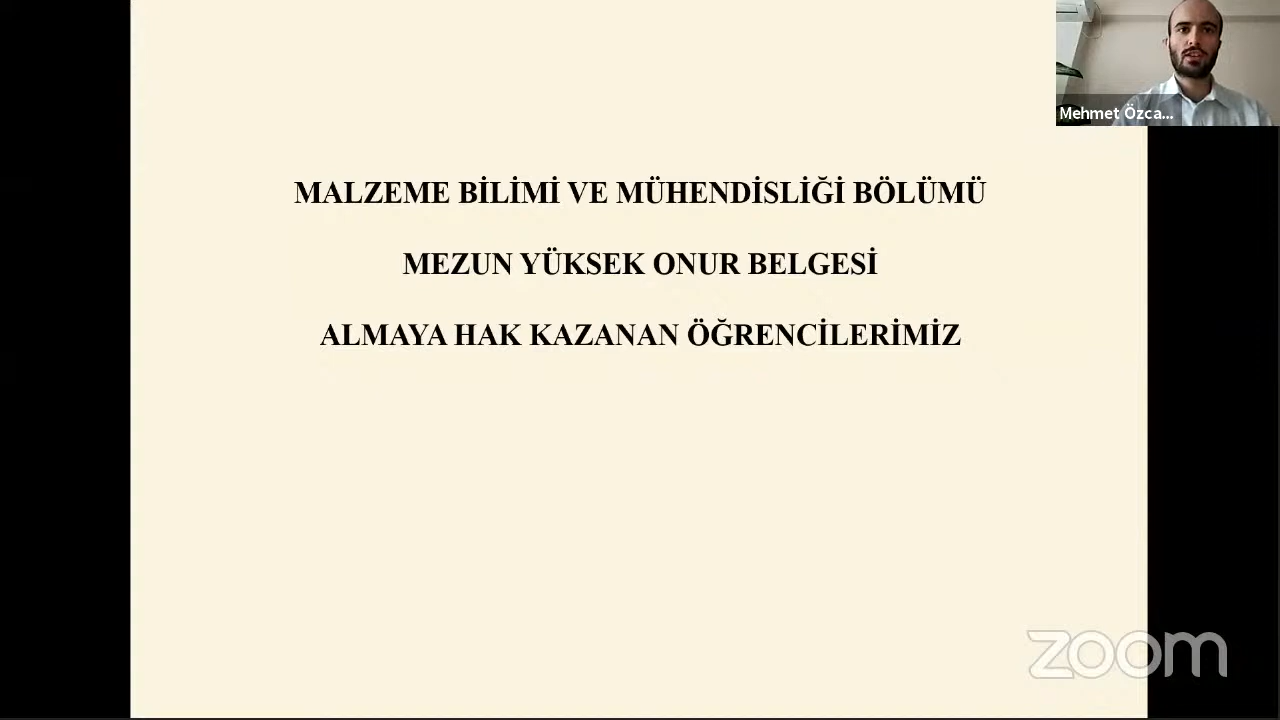 Mehmet Özca...
MALZEME BİLİMİ VE MÜHENDİSLİĞİ BÖLÜMÜ
MEZUN YÜKSEK ONUR BELGESİ
ALMAYA HAK KAZANAN ÖĞRENCİLERİMİZ
zoom